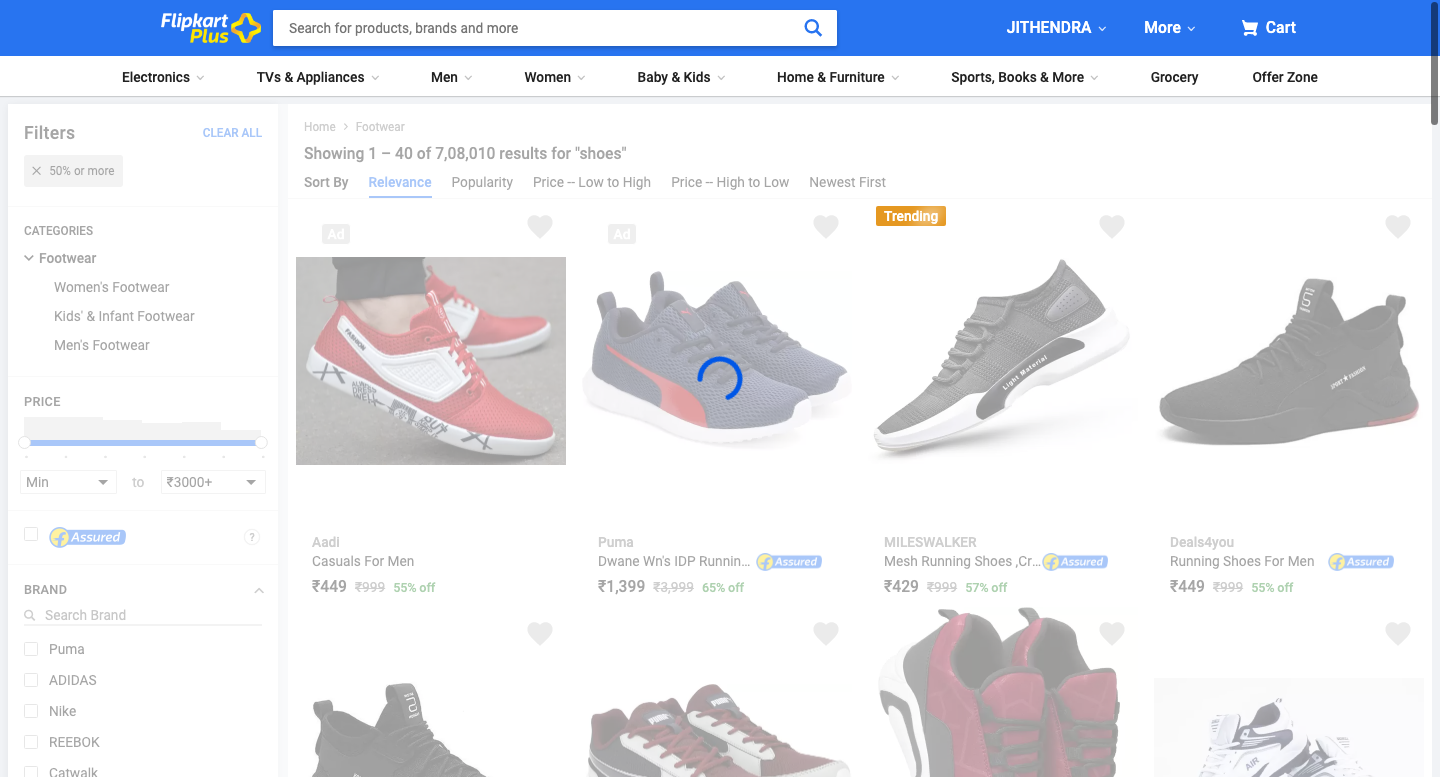 Flipkart
Plus
Search for products, brands and more
JITHENDRA
More
Cart
Electronics
TVs & Appliances
Men
Women
Baby & Kids
Home & Furniture
Sports, Books & More
Grocery
Offer Zone
Filters
CLEAR ALL
50% or more
CATEGORIES
Footwear
Women's Footwear
Kids' & Infant Footwear
Men's Footwear
PRICE
Min
to
₹3000+
Assured
?
BRAND
Search Brand
Puma
ADIDAS
Nike
REEBOK
Catwalk
Home
Footwear
Showing 1 – 40 of 7,08,010 results for "shoes"
Sort By
Relevance
Popularity
Price -- Low to High
Price -- High to Low
Newest First
Ad
FASHION
Aadi
Casuals For Men
₹449 ₹999 55% off
Ad
Puma
Dwane Wn's IDP Runnin...
Assured
₹1,399 ₹3,999 65% off
Trending
Light Material
MILESWALKER
Mesh Running Shoes ,Cr...
Assured
₹429 ₹999 57% off
SPORT★FASHION
Deals4you
Running Shoes For Men
Assured
₹449 ₹999 55% off
AIR